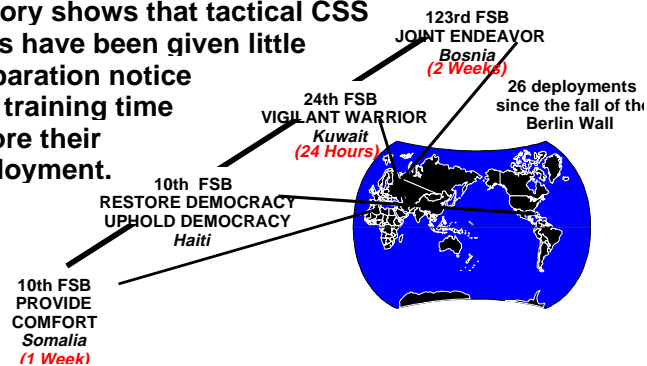 ory shows that tactical CSS
s have been given little
paration notice
training time
ore their
ployment.
123rd FSB
JOINT ENDEAVOR
Bosnia
(2 Weeks)
26 deployments
since the fall of the
Berlin Wall
24th FSB
VIGILANT WARRIOR
Kuwait
(24 Hours)
10th FSB
RESTORE DEMOCRACY
UPHOLD DEMOCRACY
Haiti
10th FSB
PROVIDE
COMFORT
Somalia
(1 Week)